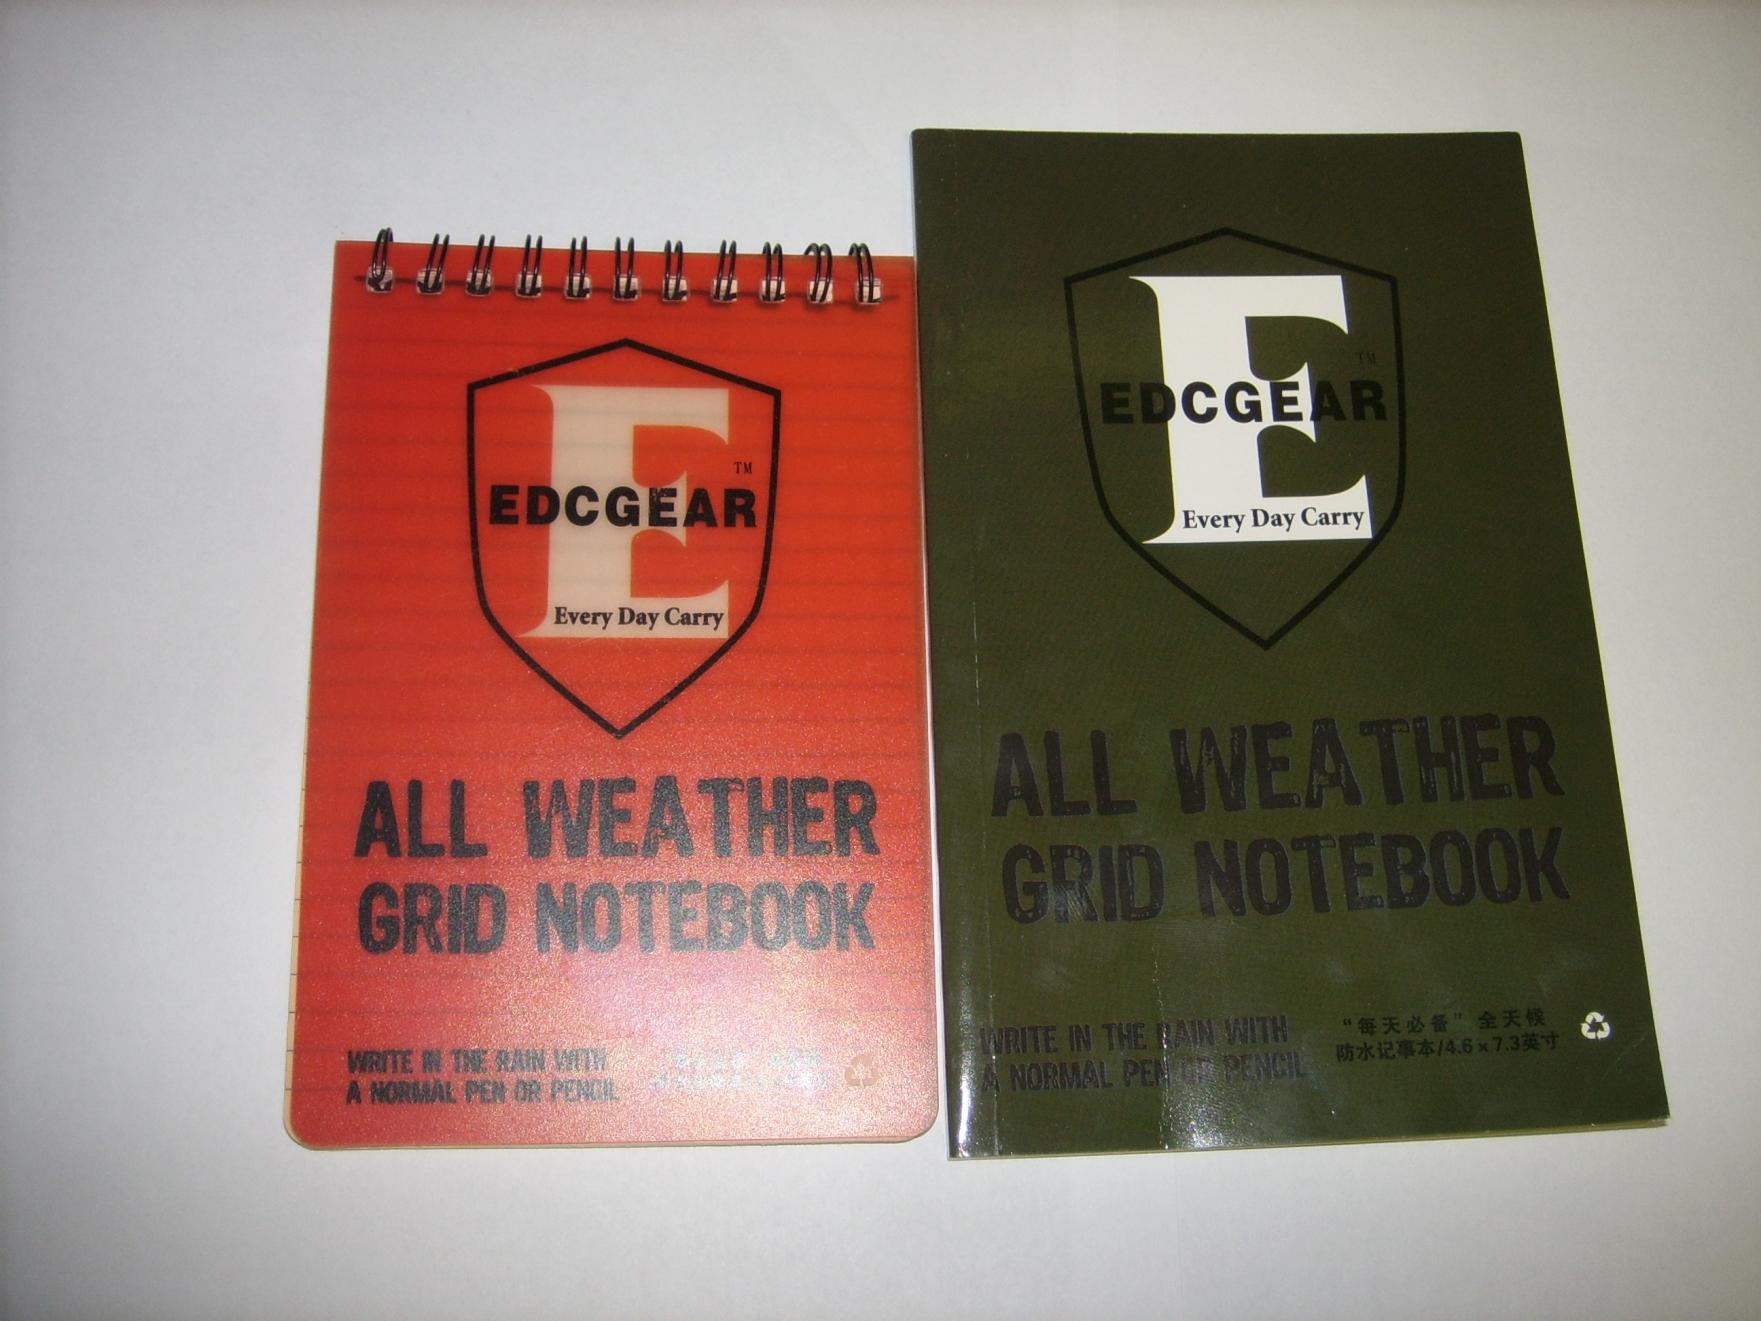 E
EDCGEAR
TM
Every Day Carry
ALL WEATHER
GRID NOTEBOOK
WRITE IN THE RAIN WITH
A NORMAL PEN OR PENCIL
E
EDCGEAR
TM
Every Day Carry
ALL WEATHER
GRID NOTEBOOK
WRITE IN THE RAIN WITH
A NORMAL PEN OR PENCIL
“每天必备”全天候
防水记事本/4.6×7.3英寸